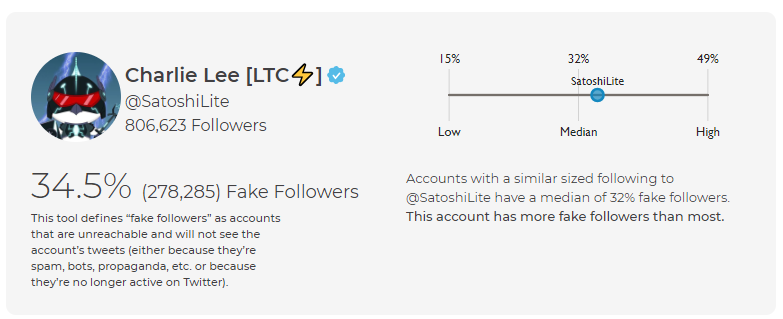 Charlie Lee [LTC⚡]
@SatoshiLite
806,623 Followers
34.5% (278,285) Fake Followers
This tool defines “fake followers” as accounts
that are unreachable and will not see the
account’s tweets (either because they’re
spam, bots, propaganda, etc. or because
they’re no longer active on Twitter).
15% 32% 49%
SatoshiLite
Low Median High
Accounts with a similar sized following to
@SatoshiLite have a median of 32% fake followers.
This account has more fake followers than most.